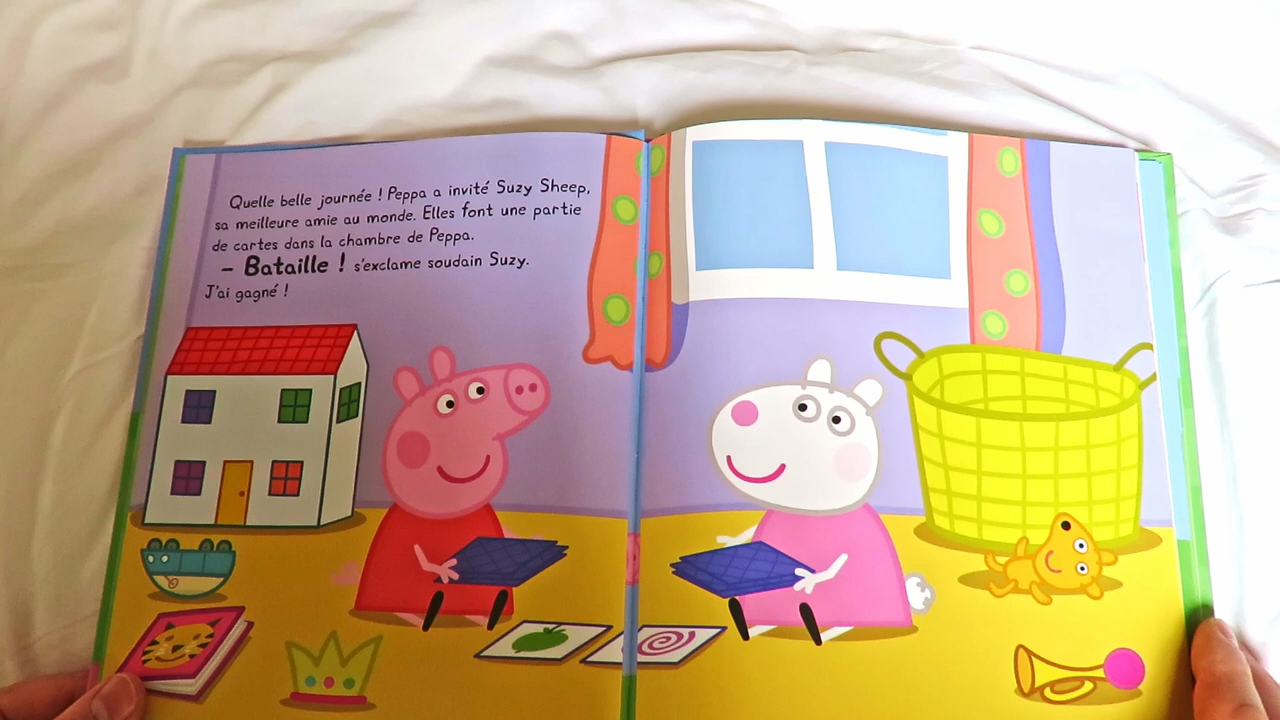 Quelle belle journée ! Peppa a invité Suzy Sheep,
sa meilleure amie au monde. Elles font une partie
de cartes dans la chambre de Peppa.
– Bataille ! s'exclame soudain Suzy.
J'ai gagné !